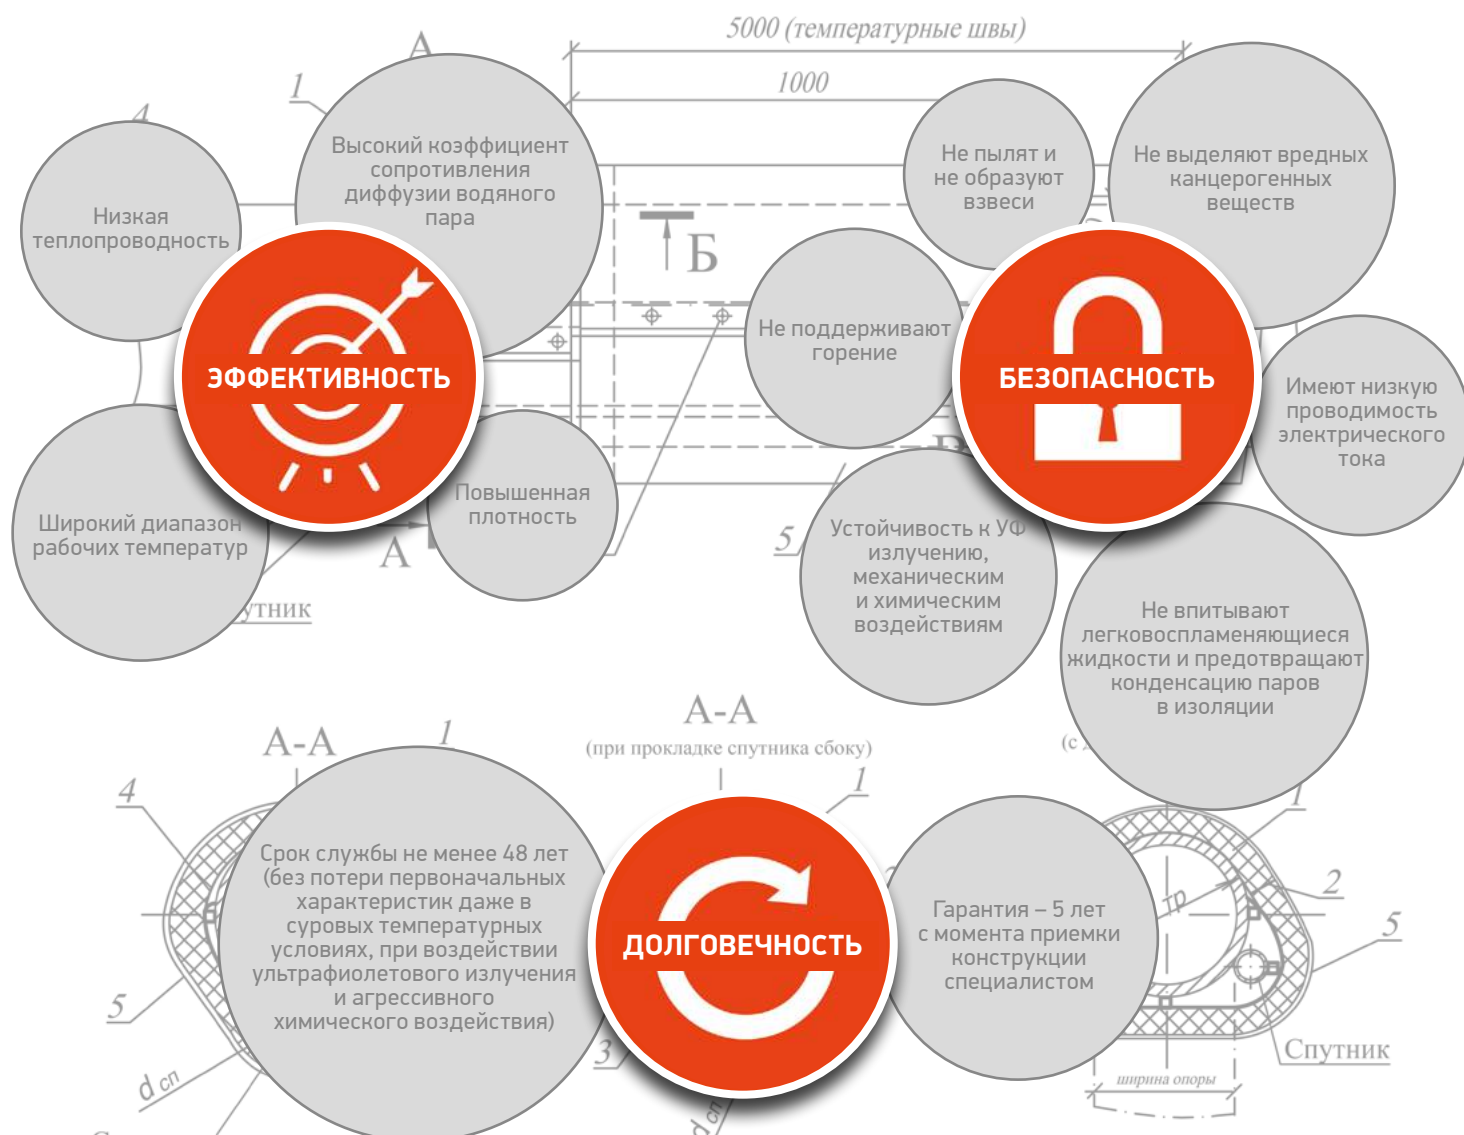 5000 (температурные швы)
1000
А
1
4
Высокий коэффициент
сопротивления
диффузии водяного
пара
Низкая
теплопроводность
Не пылят и
не образуют
взвеси
Не выделяют вредных
канцерогенных
веществ
Б
Не поддерживают
горение
ЭФФЕКТИВНОСТЬ
БЕЗОПАСНОСТЬ
Имеют низкую
проводимость
электрического
тока
Широкий диапазон
рабочих температур
Повышенная
плотность
А
5
Устойчивость к УФ
излучению,
механическим
и химическим
воздействиям
Не впитывают
легковоспламеняющиеся
жидкости и предотвращают
конденсацию паров
в изоляции
утник
А-А
1
4
А-А
(при прокладке спутника сбоку)
1
(с
1
Срок службы не менее 48 лет
(без потери первоначальных
характеристик даже в
суровых температурных
условиях, при воздействии
ультрафиолетового излучения
и агрессивного
химического воздействия)
ДОЛГОВЕЧНОСТЬ
Гарантия – 5 лет
с момента приемки
конструкции
специалистом
тр
2
5
5
3
Спутник
ширина опоры
d сп
d сп